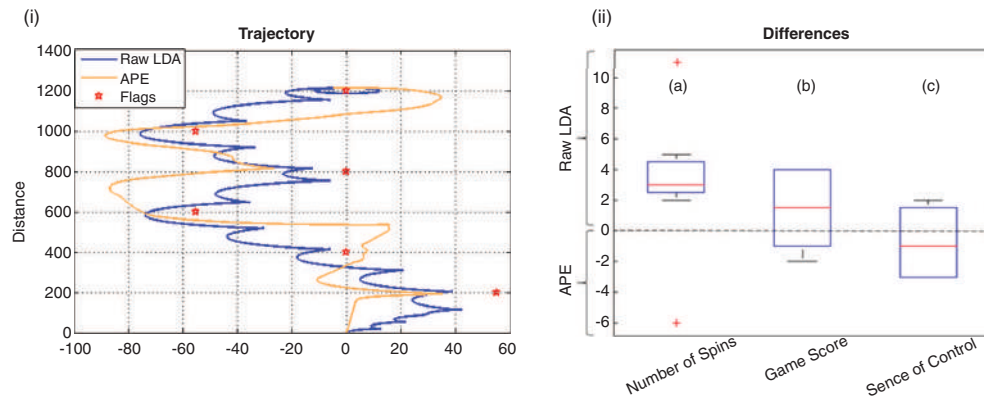 (i)
Trajectory
1400
1200
1000
800
600
400
200
0
Distance
-100 -80 -60 -40 -20 0 20 40 60
Raw LDA
APE
Flags
(ii)
Differences
Raw LDA
APE
10
8
6
4
2
0
-2
-4
-6
(a)
(b)
(c)
Number of Spins
Game Score
Sence of Control